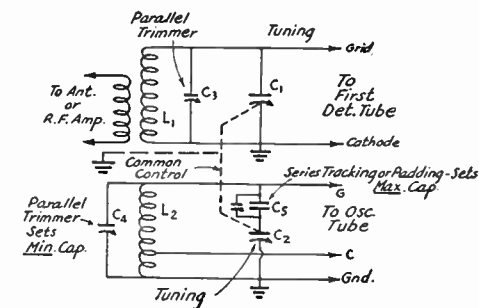 Parallel
Trimmer
Tuning
Grid.
To Ant.
or
R.F. Amp.
L1
C3
C1
To
First
Det. Tube
Cathode
Common
Control
Series Tracking or Padding-Sets
Max. Cap.
Parallel
Trimmer
Sets
Min. Cap.
C4
L2
C5
C2
G
To Osc.
Tube
C
Gnd.
Tuning